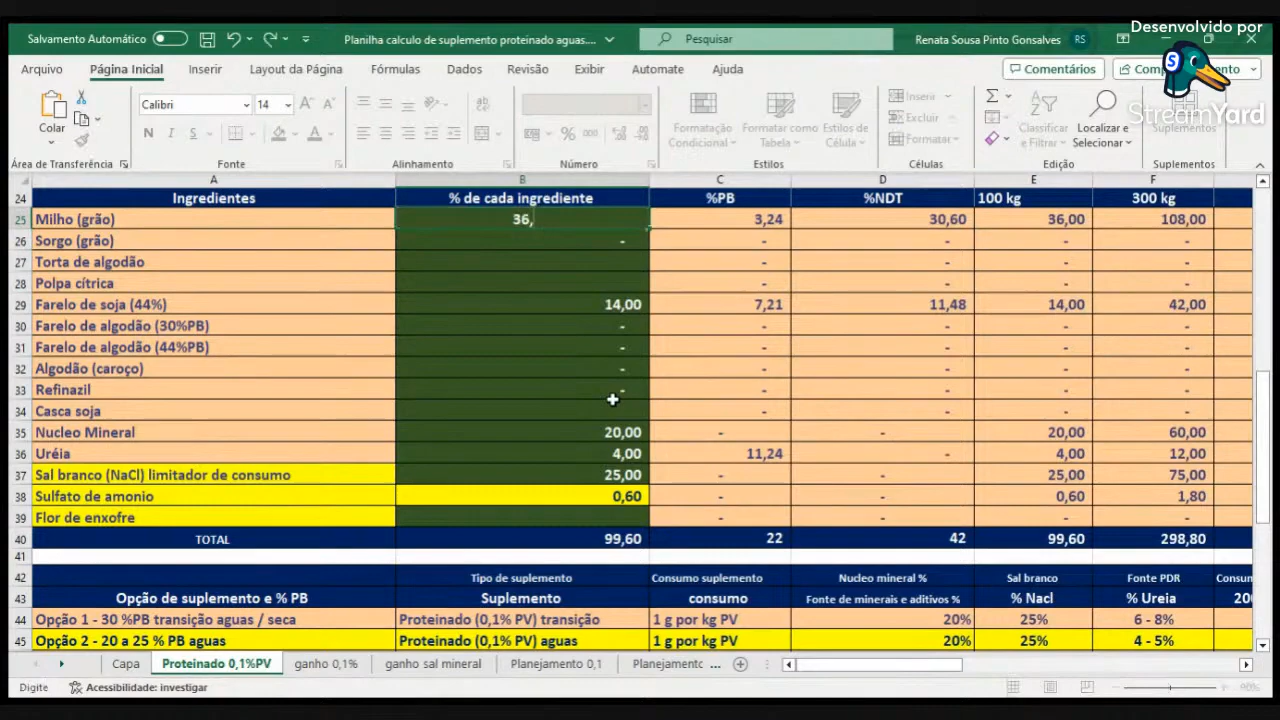 Desenvolvido por
StreamYard
Salvamento Automático
Planilha calculo de suplemento proteinado aguas....
Pesquisar
Renata Sousa Pinto Gonsalves RS
Arquivo Página Inicial Inserir Layout da Página Fórmulas Dados Revisão Exibir Automate Ajuda Comentários
Colar
Calibri 14
Inserir
Excluir
Formatar
Formatação Condicional
Formatar como Tabela
Estilos de Célula
Classificar e Filtrar
Localizar e Selecionar
Suplementos
Área de Transferência Fonte Alinhamento Número Estilos Células Edição Suplementos
A B C D E F
24 Ingredientes % de cada ingrediente %PB %NDT 100 kg 300 kg
25 Milho (grão) 36, 3,24 30,60 36,00 108,00
26 Sorgo (grão) - - - - -
27 Torta de algodão - - - -
28 Polpa cítrica - - - -
29 Farelo de soja (44%) 14,00 7,21 11,48 14,00 42,00
30 Farelo de algodão (30%PB) - - - - -
31 Farelo de algodão (44%PB) - - - - -
32 Algodão (caroço) - - - - -
33 Refinazil - - - - -
34 Casca soja - - - -
35 Nucleo Mineral 20,00 - - 20,00 60,00
36 Uréia 4,00 11,24 - 4,00 12,00
37 Sal branco (NaCl) limitador de consumo 25,00 - - 25,00 75,00
38 Sulfato de amonio 0,60 - - 0,60 1,80
39 Flor de enxofre - - - -
40 TOTAL 99,60 22 42 99,60 298,80
41
42 Tipo de suplemento Consumo suplemento Nucleo mineral % Sal branco Fonte PDR Consum
43 Opção de suplemento e % PB Suplemento consumo Fonte de minerais e aditivos % % Nacl % Ureia 200
44 Opção 1 - 30 %PB transição aguas / seca Proteinado (0,1% PV) transição 1 g por kg PV 20% 25% 6 - 8%
45 Opção 2 - 20 a 25 % PB aguas Proteinado (0,1% PV) aguas 1 g por kg PV 20% 25% 4 - 5%
Capa Proteinado 0,1%PV ganho 0,1% ganho sal mineral Planejamento 0,1 Planejamento ...
Digite Acessibilidade: investigar